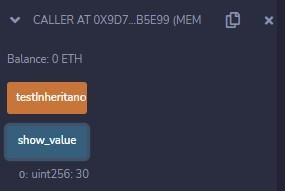 CALLER AT 0X9D7...B5E99 (MEM
Balance: 0 ETH
testInheritanc
show_value
0: uint256: 30